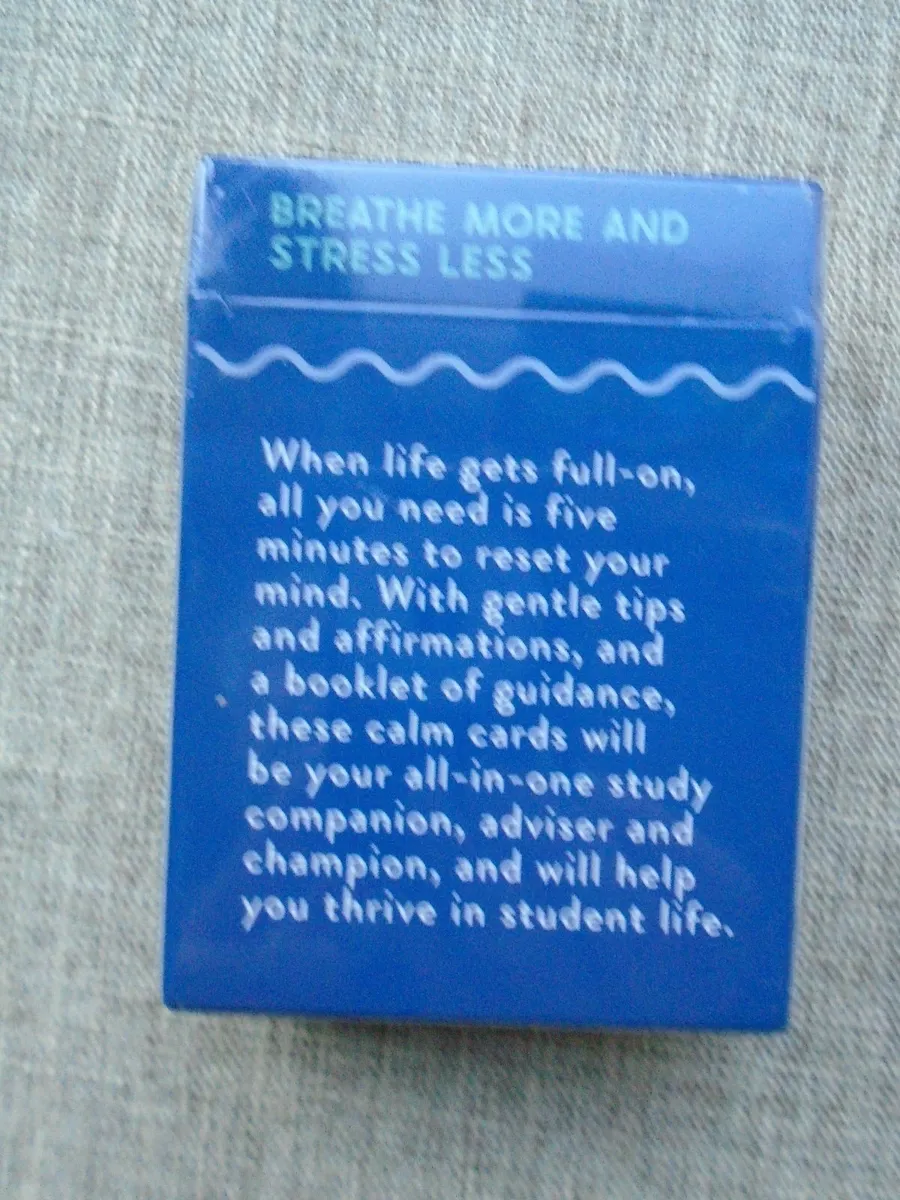 BREATHE MORE AND
STRESS LESS
When life gets full-on,
all you need is five
minutes to reset your
mind. With gentle tips
and affirmations, and
a booklet of guidance,
these calm cards will
be your all-in-one study
companion, adviser and
champion, and will help
you thrive in student life.